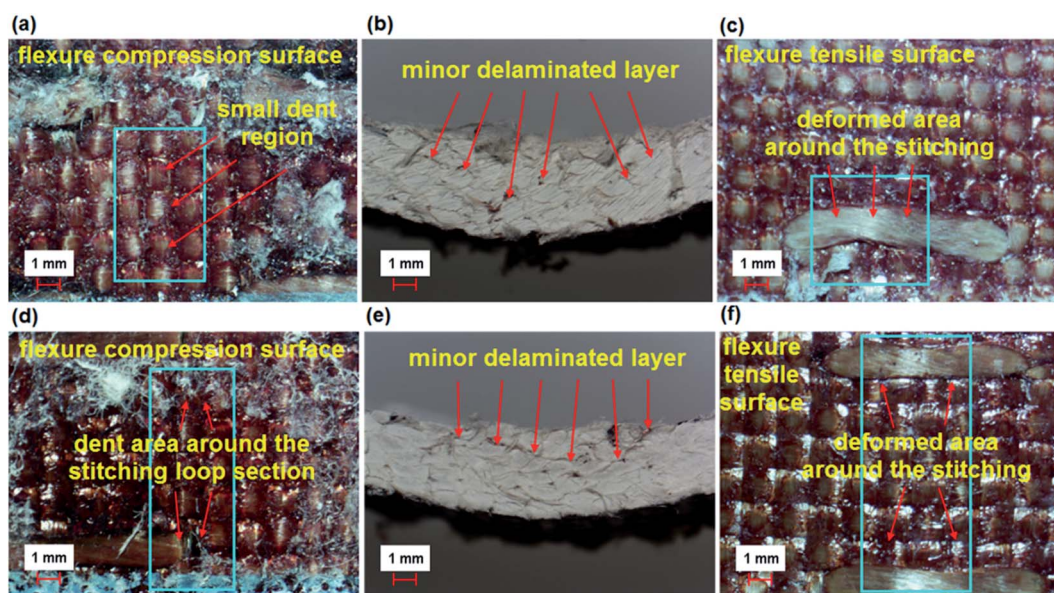 (a)
flexure compression surface
small dent
region
1 mm
(b)
minor delaminated layer
1 mm
(c)
flexure tensile surface
deformed area
around the stitching
1 mm
(d)
flexure compression surface
dent area around the
stitching loop section
1 mm
(e)
minor delaminated layer
1 mm
(f)
flexure
tensile
surface
deformed area
around the stitching
1 mm